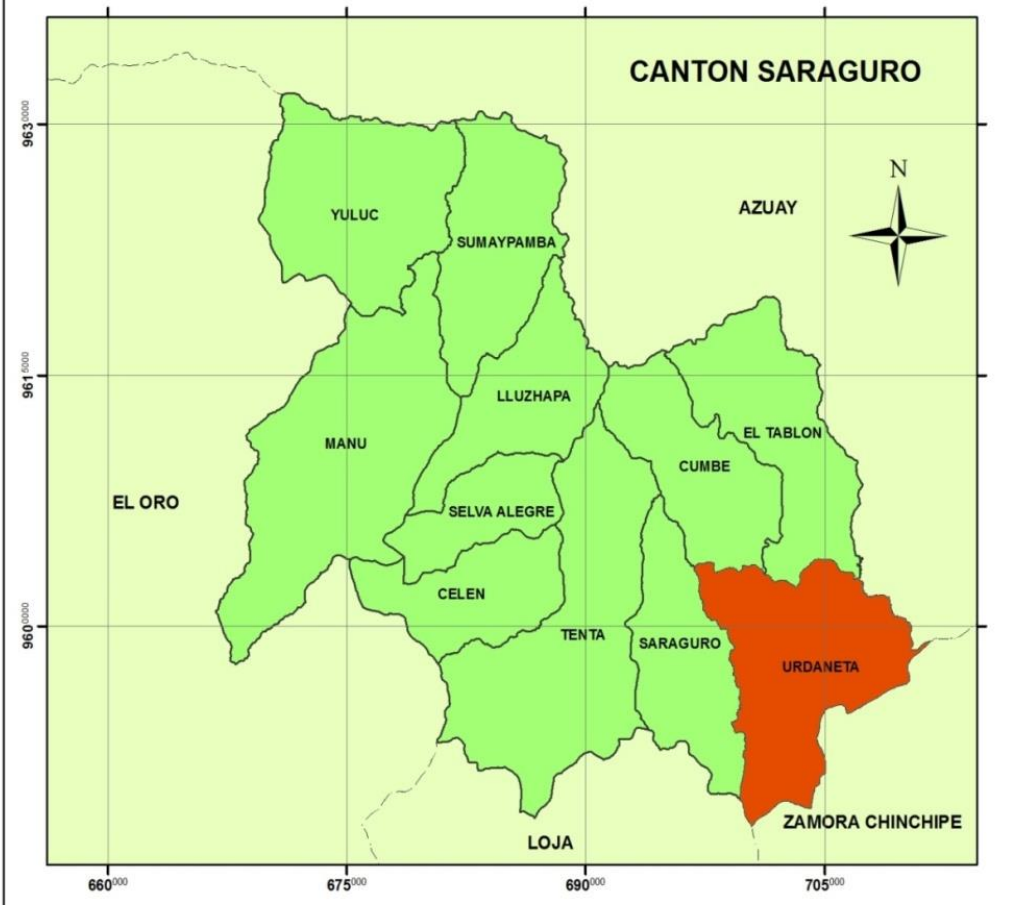 CANTON SARAGURO
N
AZUAY
YULUC
SUMAYPAMBA
LLUZHAPA
EL TABLON
MANU
CUMBE
EL ORO
SELVA ALEGRE
CELEN
TENTA
SARAGURO
URDANETA
ZAMORA CHINCHIPE
LOJA
9630000
9615000
9600000
660000
675000
690000
705000